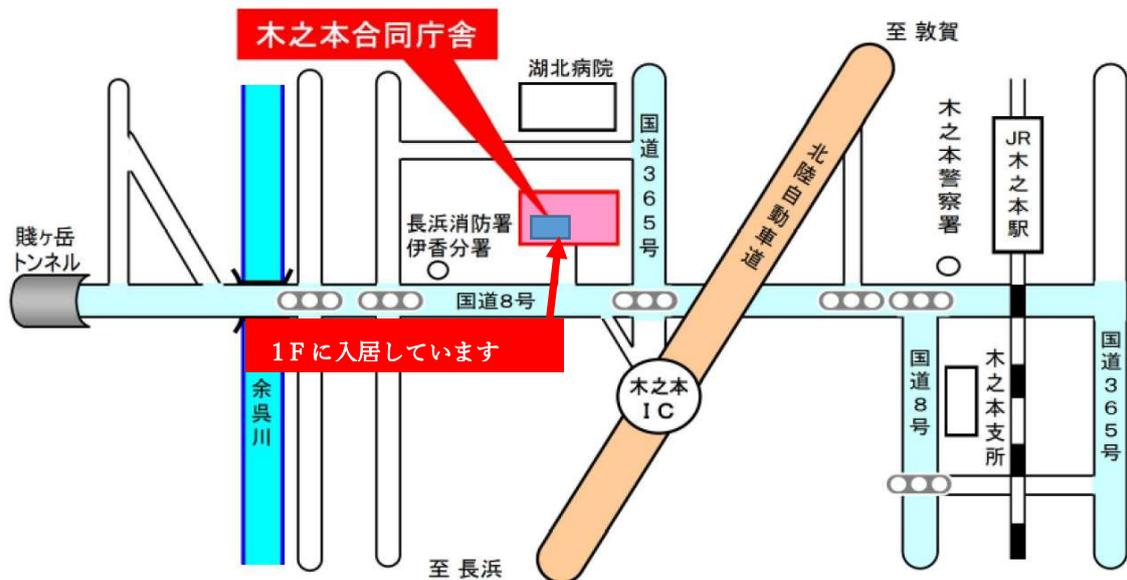 木之本合同庁舎
至 敦賀
湖北病院
国道365号
北陸自動車道
木之本警察署
JR木之本駅
長浜消防署
伊香分署
賤ヶ岳
トンネル
国道8号
1Fに入居しています
余呉川
木之本
IC
国道8号
木之本支所
国道365号
至 長浜